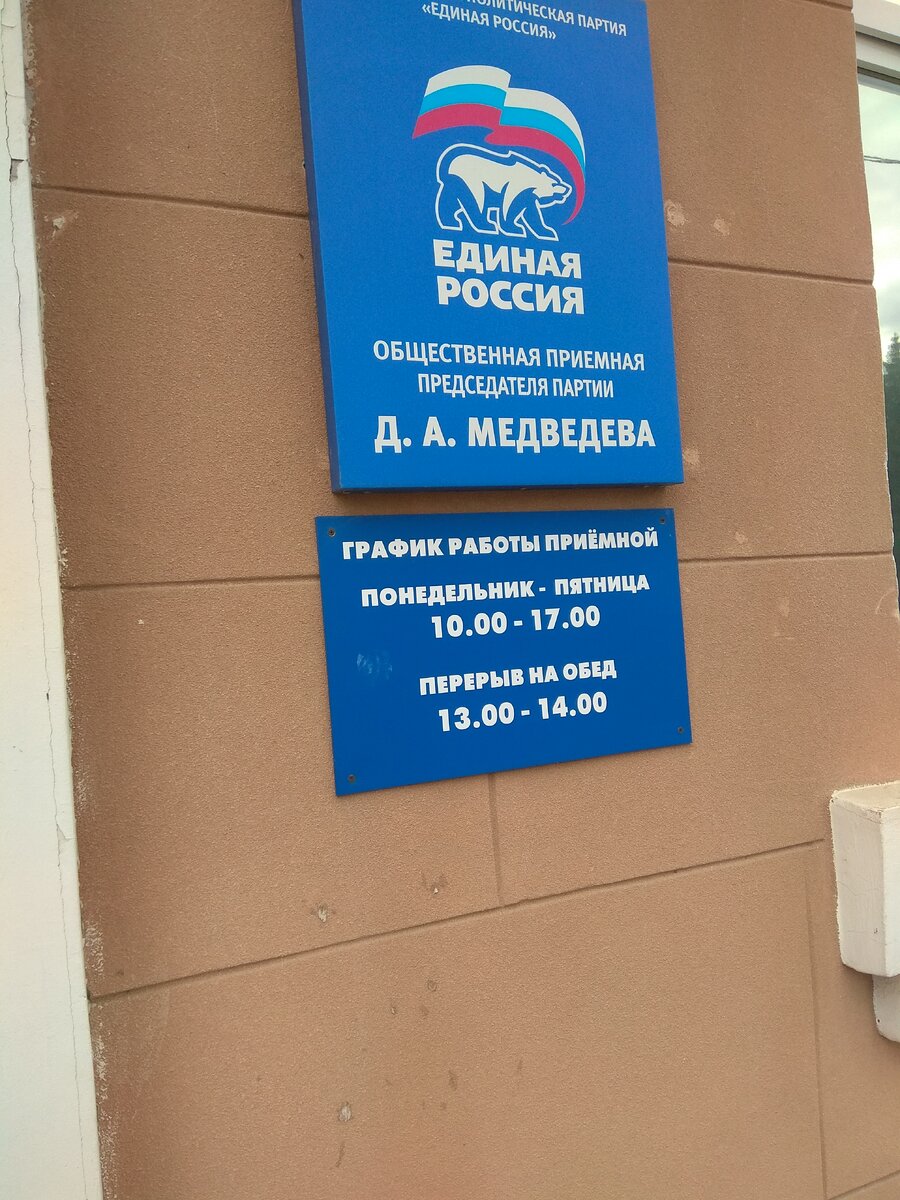 ПОЛИТИЧЕСКАЯ ПАРТИЯ
«ЕДИНАЯ РОССИЯ»
ЕДИНАЯ
РОССИЯ
ОБЩЕСТВЕННАЯ ПРИЕМНАЯ
ПРЕДСЕДАТЕЛЯ ПАРТИИ
Д. А. МЕДВЕДЕВА
ГРАФИК РАБОТЫ ПРИЁМНОЙ
ПОНЕДЕЛЬНИК - ПЯТНИЦА
10.00 - 17.00
ПЕРЕРЫВ НА ОБЕД
13.00 - 14.00